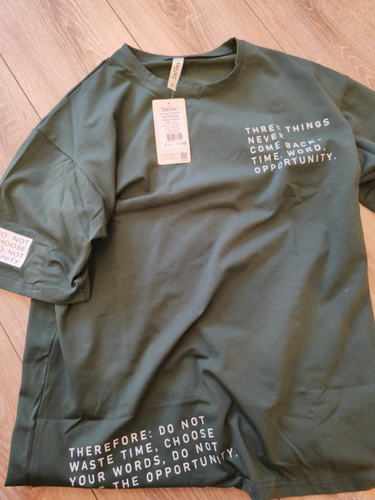 THREE THINGS
NEVER
COME BACK-
TIME, WORD,
OPPORTUNITY.
DO NOT
CHOOSE
DO NOT
UNITY.
THEREFORE: DO NOT
WASTE TIME, CHOOSE
YOUR WORDS, DO NOT
THE OPPORTUNITY.